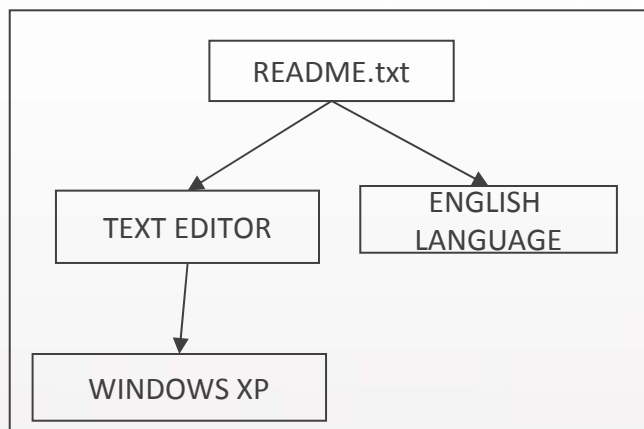 README.txt
TEXT EDITOR
ENGLISH
LANGUAGE
WINDOWS XP